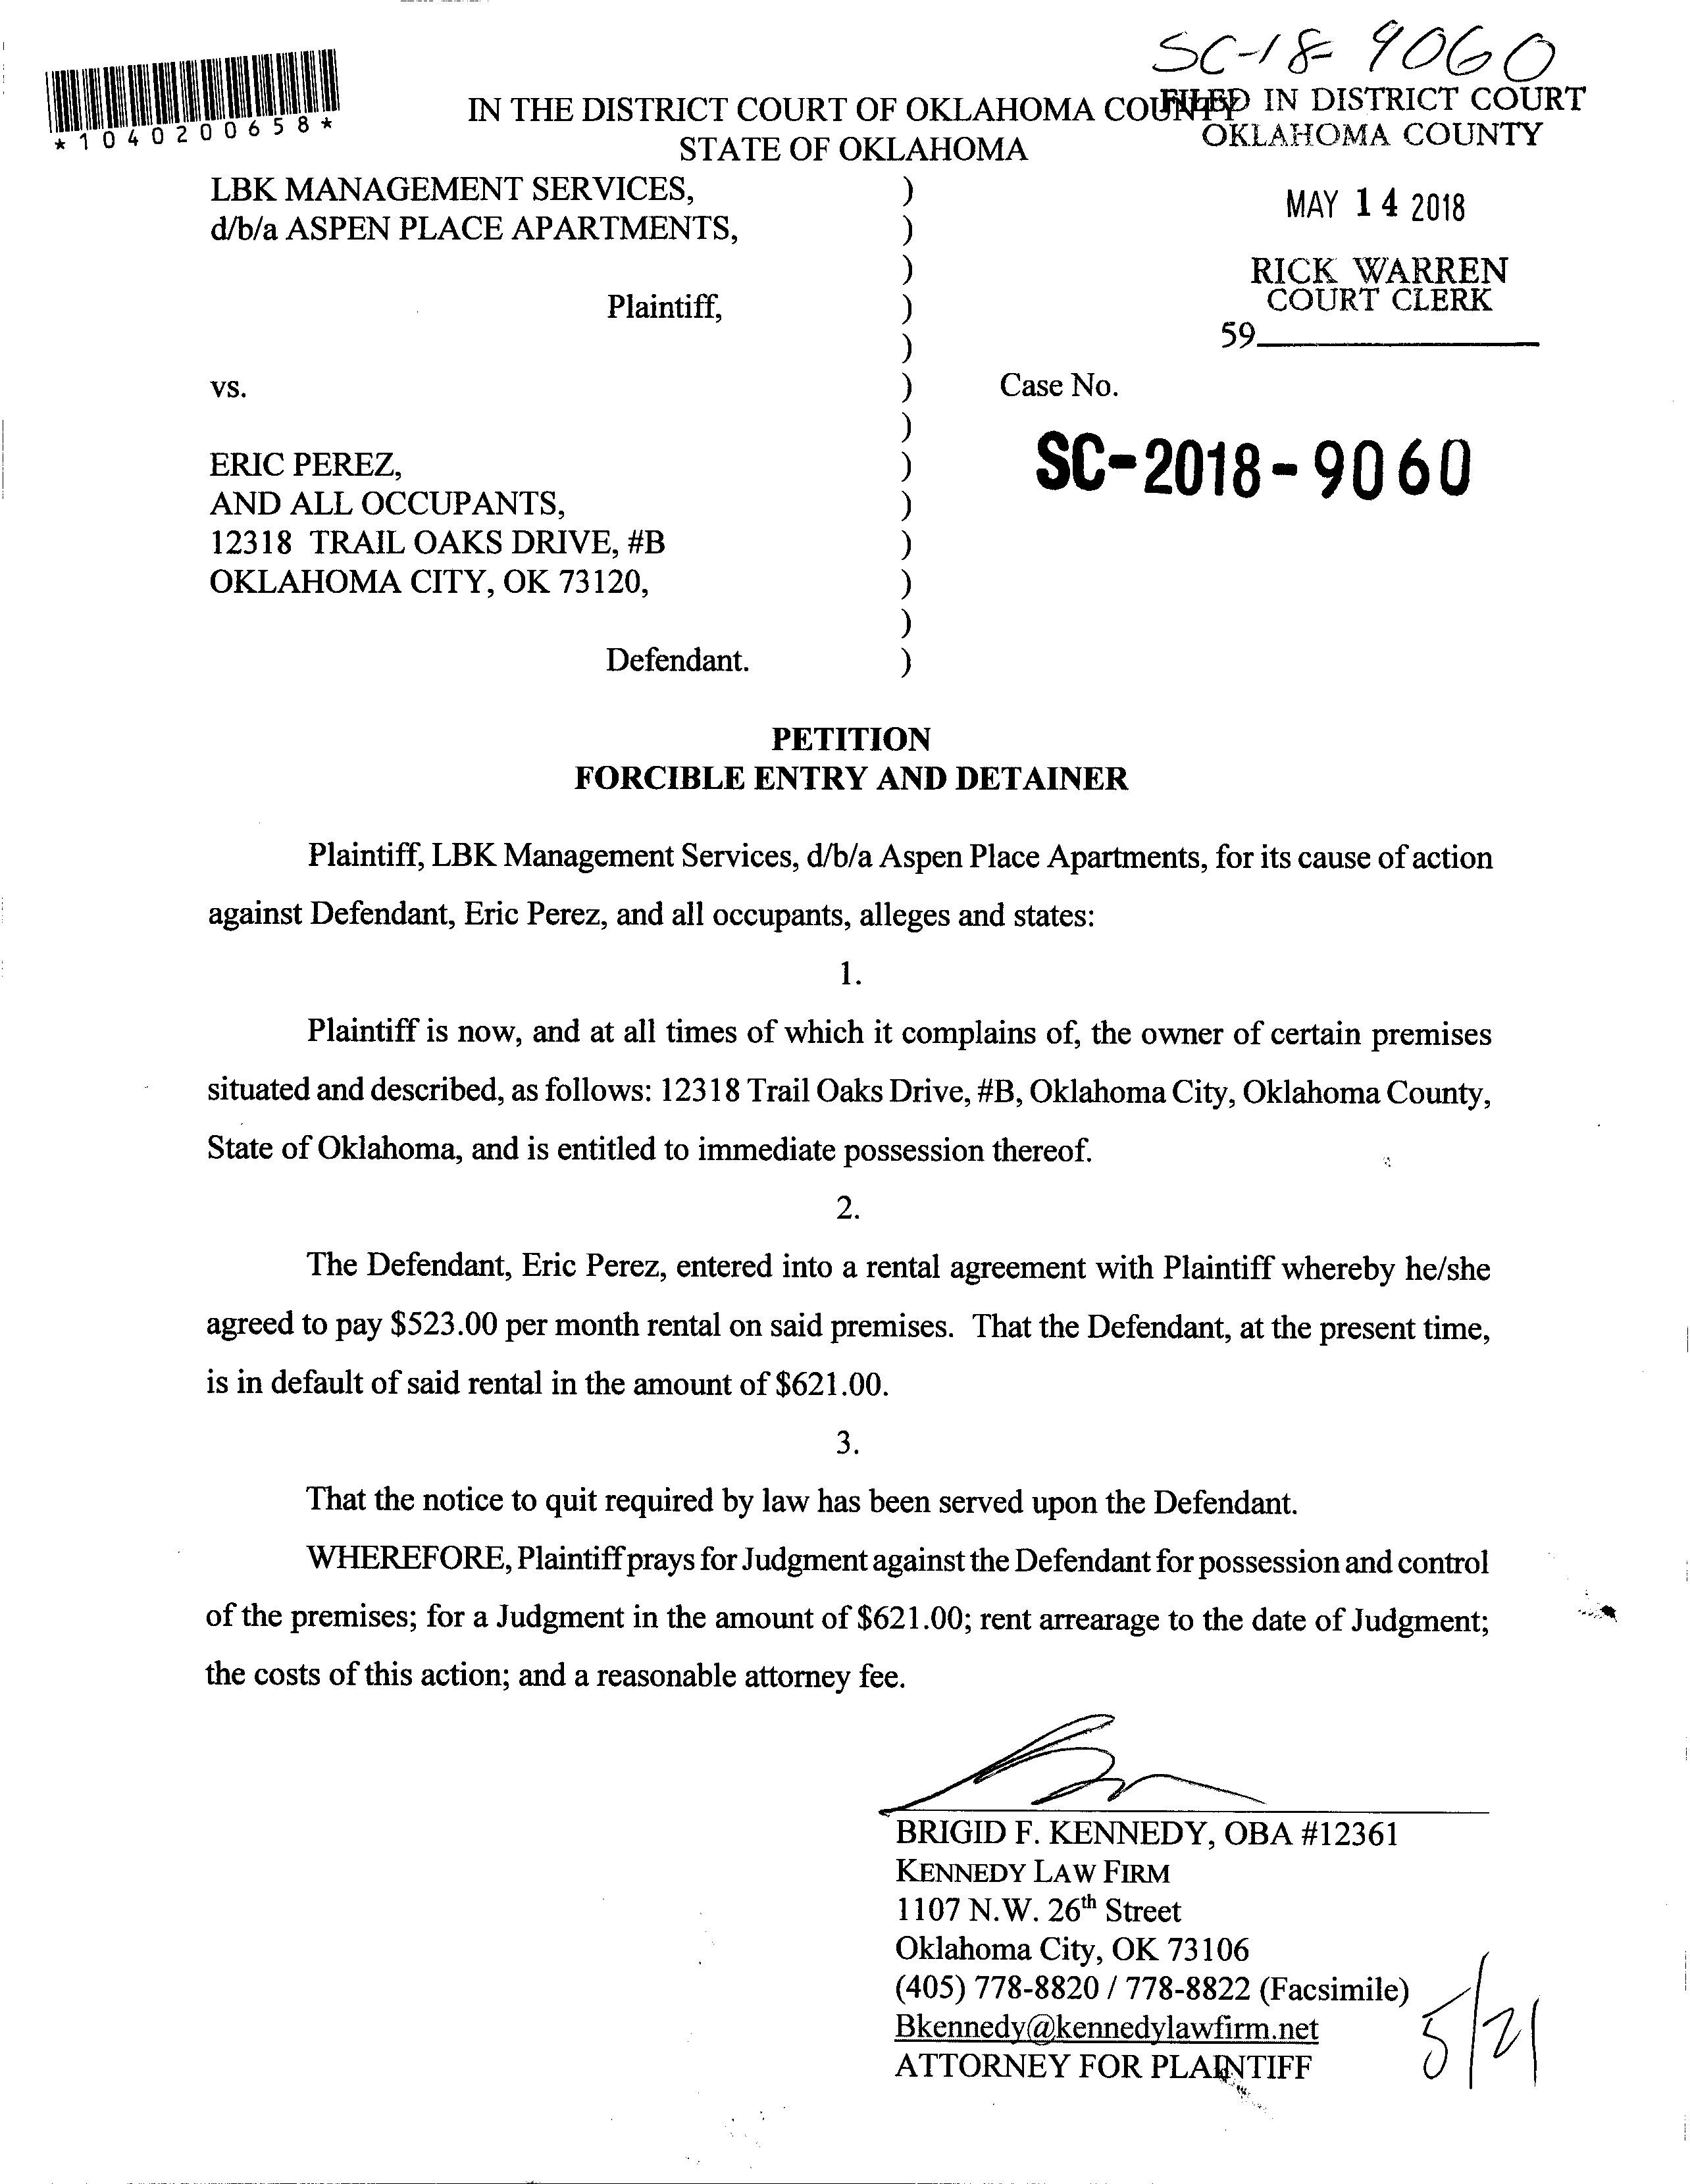 SC-18-9060
*1040200658*
IN THE DISTRICT COURT OF OKLAHOMA COUNTY
STATE OF OKLAHOMA
FILED IN DISTRICT COURT
OKLAHOMA COUNTY
MAY 14 2018
RICK WARREN
COURT CLERK
59
LBK MANAGEMENT SERVICES, )
d/b/a ASPEN PLACE APARTMENTS, )
)
Plaintiff, )
)
vs. ) Case No.
)
SC-2018-9060
ERIC PEREZ, )
AND ALL OCCUPANTS, )
12318 TRAIL OAKS DRIVE, #B )
OKLAHOMA CITY, OK 73120, )
)
Defendant. )
PETITION
FORCIBLE ENTRY AND DETAINER
Plaintiff, LBK Management Services, d/b/a Aspen Place Apartments, for its cause of action
against Defendant, Eric Perez, and all occupants, alleges and states:
1.
Plaintiff is now, and at all times of which it complains of, the owner of certain premises
situated and described, as follows: 12318 Trail Oaks Drive, #B, Oklahoma City, Oklahoma County,
State of Oklahoma, and is entitled to immediate possession thereof.
2.
The Defendant, Eric Perez, entered into a rental agreement with Plaintiff whereby he/she
agreed to pay $523.00 per month rental on said premises. That the Defendant, at the present time,
is in default of said rental in the amount of $621.00.
3.
That the notice to quit required by law has been served upon the Defendant.
WHEREFORE, Plaintiff prays for Judgment against the Defendant for possession and control
of the premises; for a Judgment in the amount of $621.00; rent arrearage to the date of Judgment;
the costs of this action; and a reasonable attorney fee.
BRIGID F. KENNEDY, OBA #12361
KENNEDY LAW FIRM
1107 N.W. 26th Street
Oklahoma City, OK 73106
(405) 778-8820 / 778-8822 (Facsimile)
Bkennedy@kennedylawfirm.net
ATTORNEY FOR PLAINTIFF
5/21